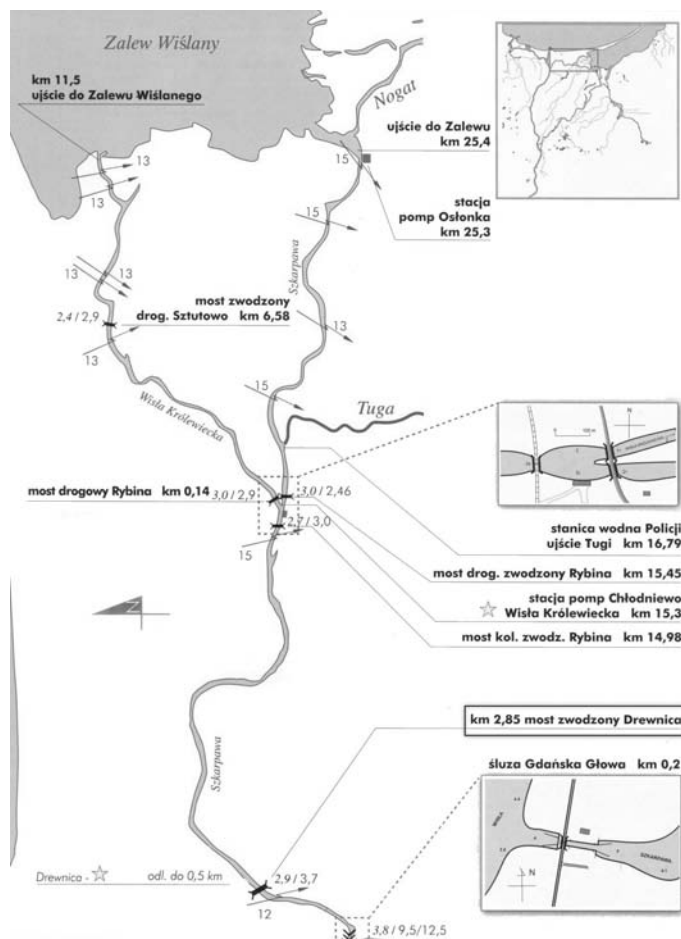 Zalew Wiślany
km 11,5
ujście do Zalewu Wiślanego
Nogat
ujście do Zalewu
km 25,4
13
13
15
stacja
pomp Osłonka
km 25,3
15
Szkarpawa
13
13
most zwodzony
drog. Sztutowo km 6,58
2,4 / 2,9
13
13
15
Tuga
Wisła Królewiecka
N
0 100 m
most drogowy Rybina km 0,14
3,0 / 2,9
3,0 / 2,46
2,7 / 3,0
15
stanica wodna Policji
ujście Tugi km 16,79
most drog. zwodzony Rybina km 15,45
stacja pomp Chłodniewo
Wisła Królewiecka km 15,3
most kol. zwodz. Rybina km 14,98
N
km 2,85 most zwodzony Drewnica
śluza Gdańska Głowa km 0,2
Szkarpawa
WISŁA
SZKARPAWA
N
Drewnica - odl. do 0,5 km
2,9 / 3,7
12
3,8 / 9,5/12,5